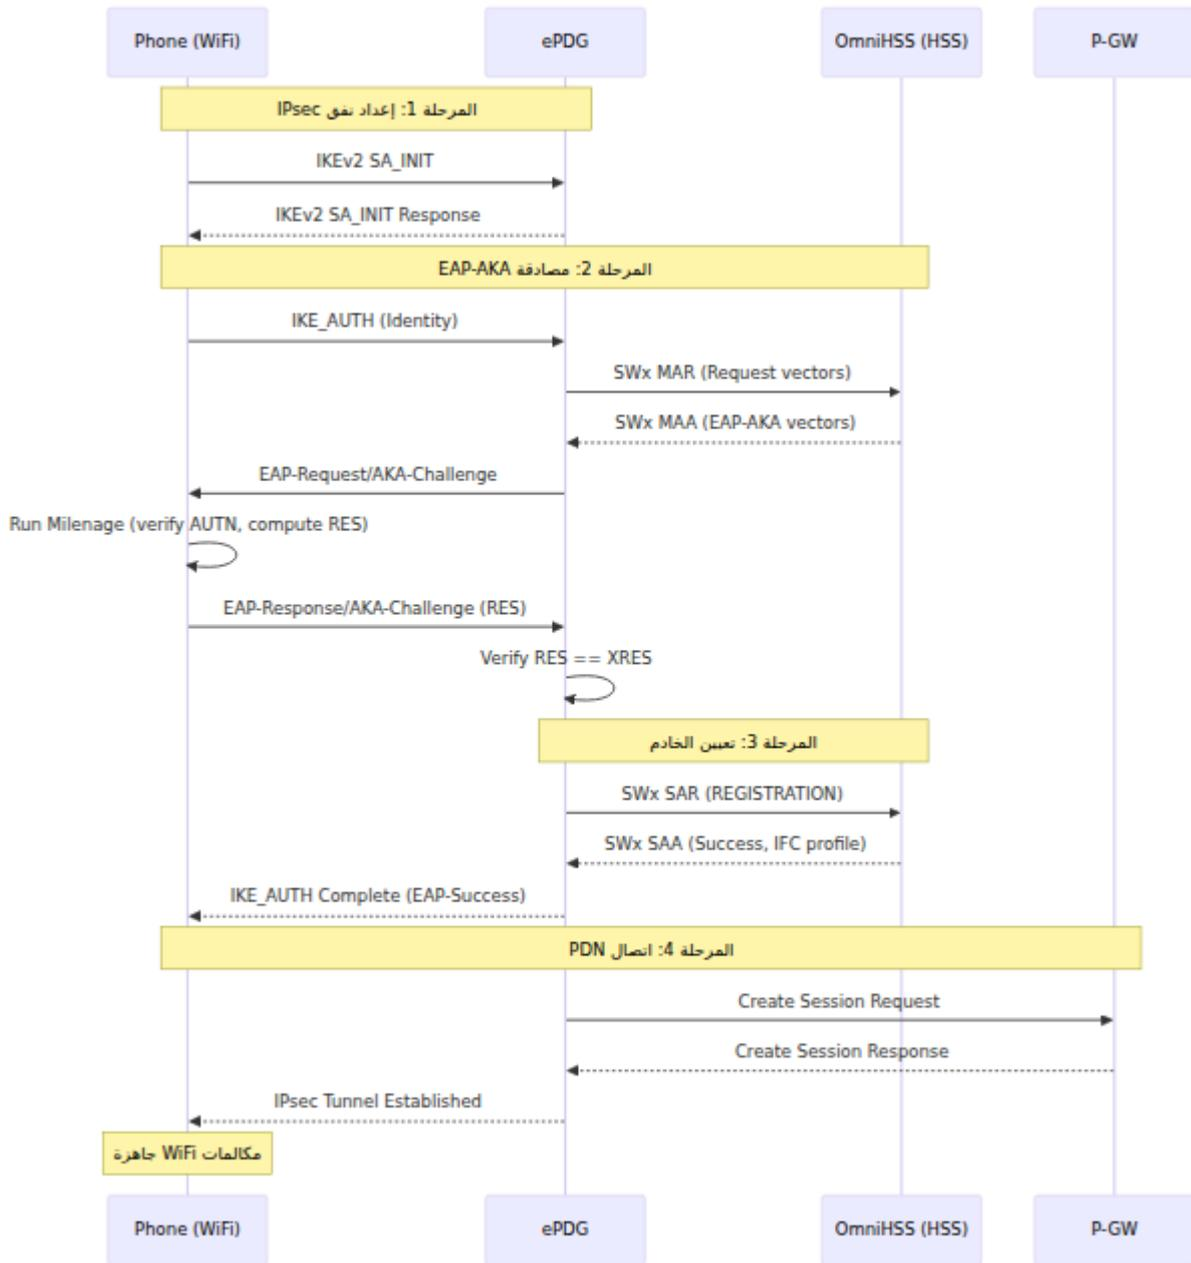 Phone (WiFi)
ePDG
OmniHSS (HSS)
P-GW
المرحلة 1: إعداد نفق IPsec
IKEv2 SA_INIT
IKEv2 SA_INIT Response
المرحلة 2: مصادقة EAP-AKA
IKE_AUTH (Identity)
SWx MAR (Request vectors)
SWx MAA (EAP-AKA vectors)
EAP-Request/AKA-Challenge
Run Milenage (verify AUTN, compute RES)
EAP-Response/AKA-Challenge (RES)
Verify RES == XRES
المرحلة 3: تعيين الخادم
SWx SAR (REGISTRATION)
SWx SAA (Success, IFC profile)
IKE_AUTH Complete (EAP-Success)
المرحلة 4: اتصال PDN
Create Session Request
Create Session Response
IPsec Tunnel Established
مكالمات WiFi جاهزة
Phone (WiFi)
ePDG
OmniHSS (HSS)
P-GW